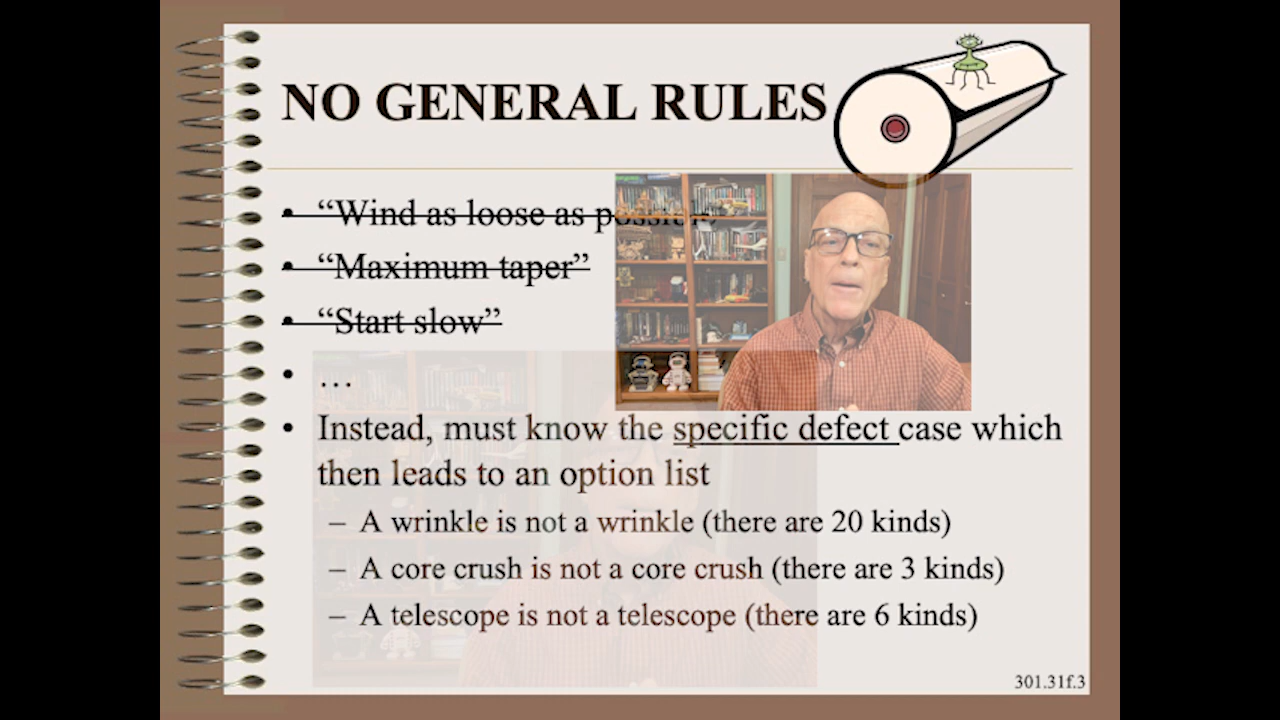 NO GENERAL RULES
• “Wind as loose as
• “Maximum taper”
• “Start slow”
• …
• Instead, must know the specific defect case which
then leads to an option list
– A wrinkle is not a wrinkle (there are 20 kinds)
– A core crush is not a core crush (there are 3 kinds)
– A telescope is not a telescope (there are 6 kinds)
301.31f.3